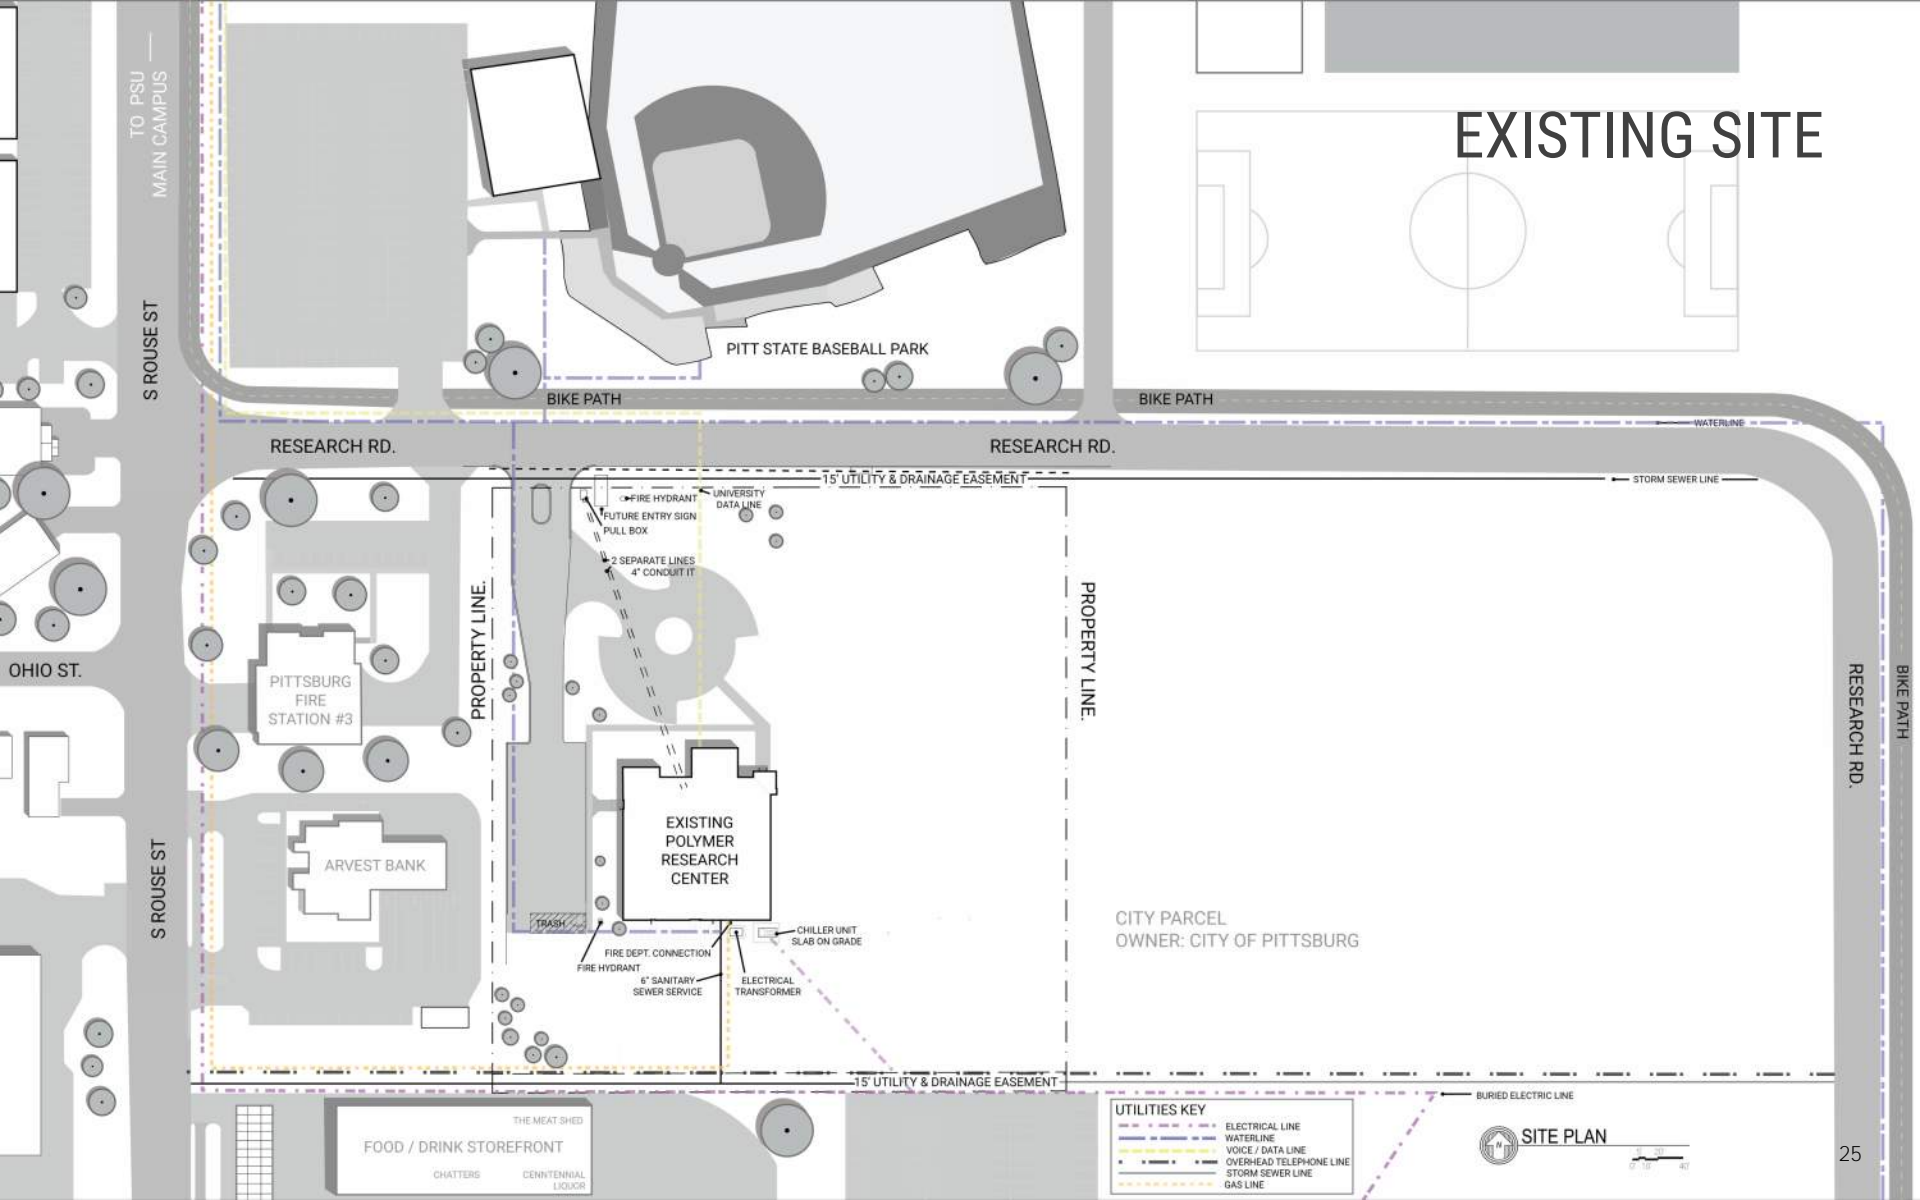 EXISTING SITE
TO PSU
MAIN CAMPUS
S ROUSE ST
PITT STATE BASEBALL PARK
BIKE PATH
BIKE PATH
WATERLINE
RESEARCH RD.
RESEARCH RD.
15' UTILITY & DRAINAGE EASEMENT
STORM SEWER LINE
FIRE HYDRANT
UNIVERSITY
DATA LINE
FUTURE ENTRY SIGN
PULL BOX
2 SEPARATE LINES
4" CONDUIT IT
PROPERTY LINE.
PROPERTY LINE.
OHIO ST.
PITTSBURG
FIRE
STATION #3
RESEARCH RD.
BIKE PATH
EXISTING
POLYMER
RESEARCH
CENTER
ARVEST BANK
S ROUSE ST
TRASH
CHILLER UNIT
SLAB ON GRADE
FIRE DEPT. CONNECTION
FIRE HYDRANT
6" SANITARY
SEWER SERVICE
ELECTRICAL
TRANSFORMER
CITY PARCEL
OWNER: CITY OF PITTSBURG
15' UTILITY & DRAINAGE EASEMENT
BURIED ELECTRIC LINE
THE MEAT SHED
FOOD / DRINK STOREFRONT
CHATTERS
CENNTENNIAL
LIQUOR
UTILITIES KEY
ELECTRICAL LINE
WATERLINE
VOICE / DATA LINE
OVERHEAD TELEPHONE LINE
STORM SEWER LINE
GAS LINE
N
SITE PLAN
25